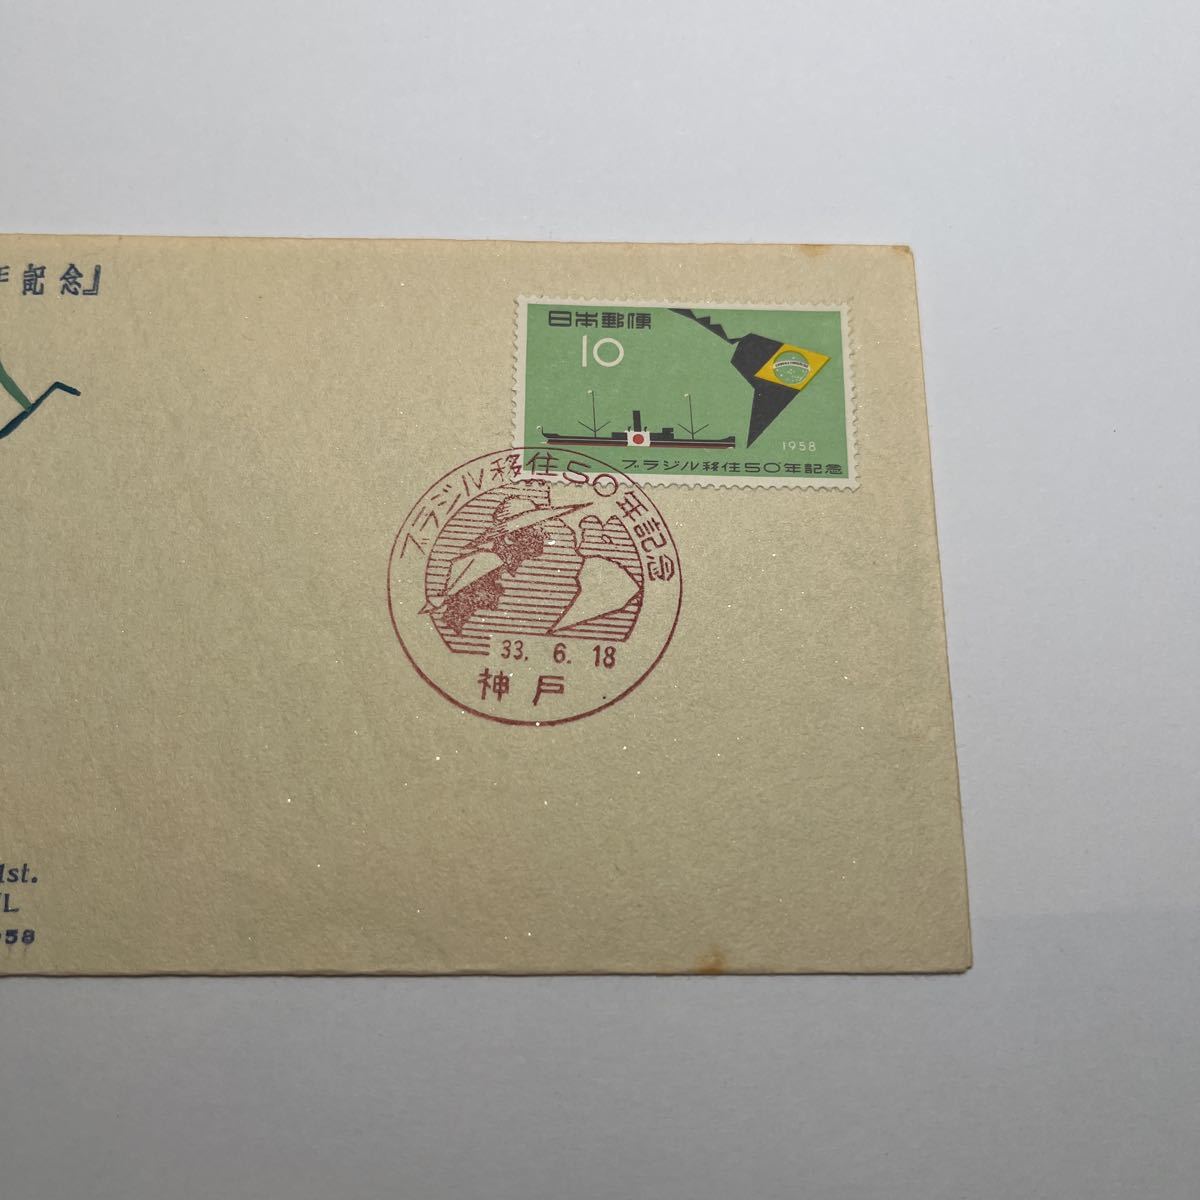 年記念』
日本郵便
10
1958
ブラジル移住50年記念
ブラジル移住50年記念
33. 6. 18
神戸
1st.